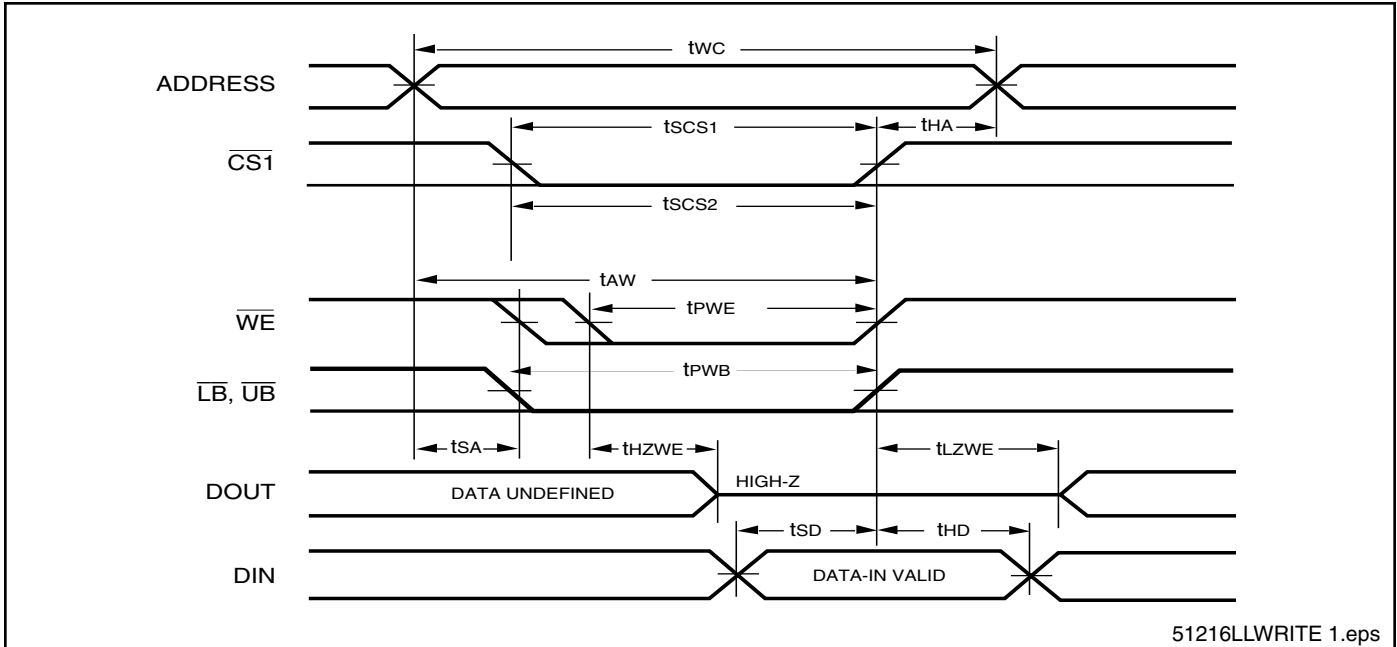 tWC
ADDRESS
tSCS1
tHA
CS1
tSCS2
tAW
tPWE
WE
tPWB
LB, UB
tSA
tHZWE
tLZWE
DOUT
DATA UNDEFINED
HIGH-Z
tSD
tHD
DIN
DATA-IN VALID
51216LLWRITE 1.eps